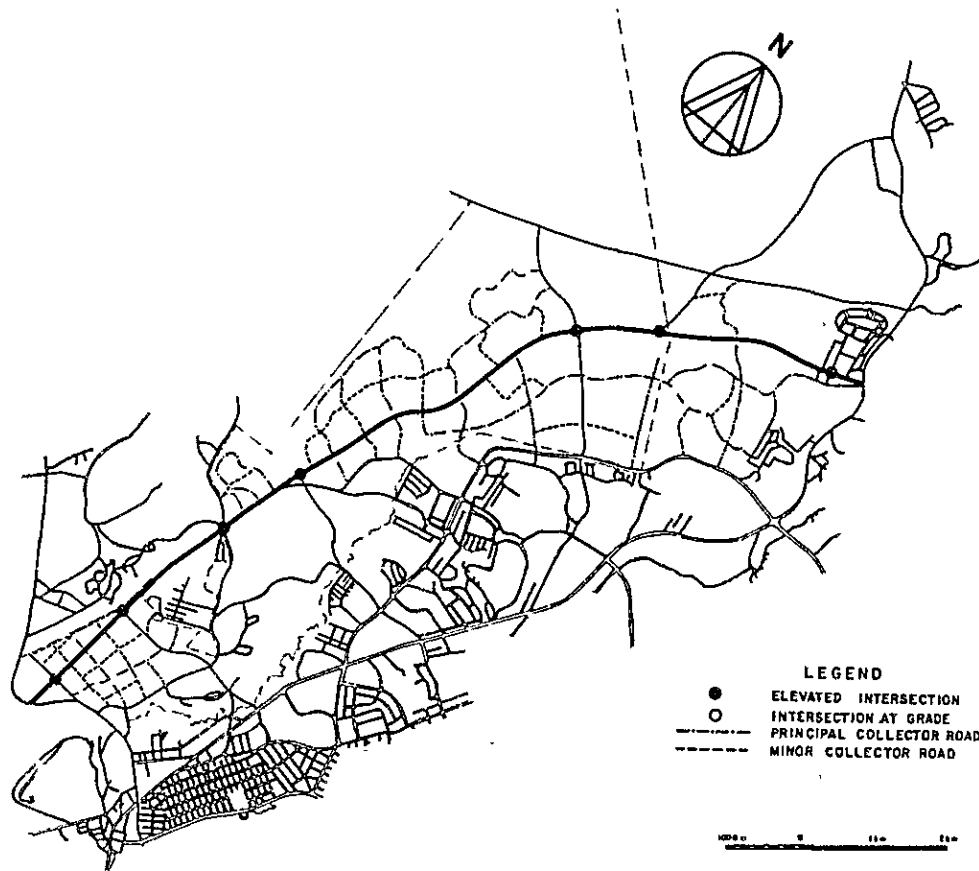 N
LEGEND
ELEVATED INTERSECTION
INTERSECTION AT GRADE
PRINCIPAL COLLECTOR ROAD
MINOR COLLECTOR ROAD